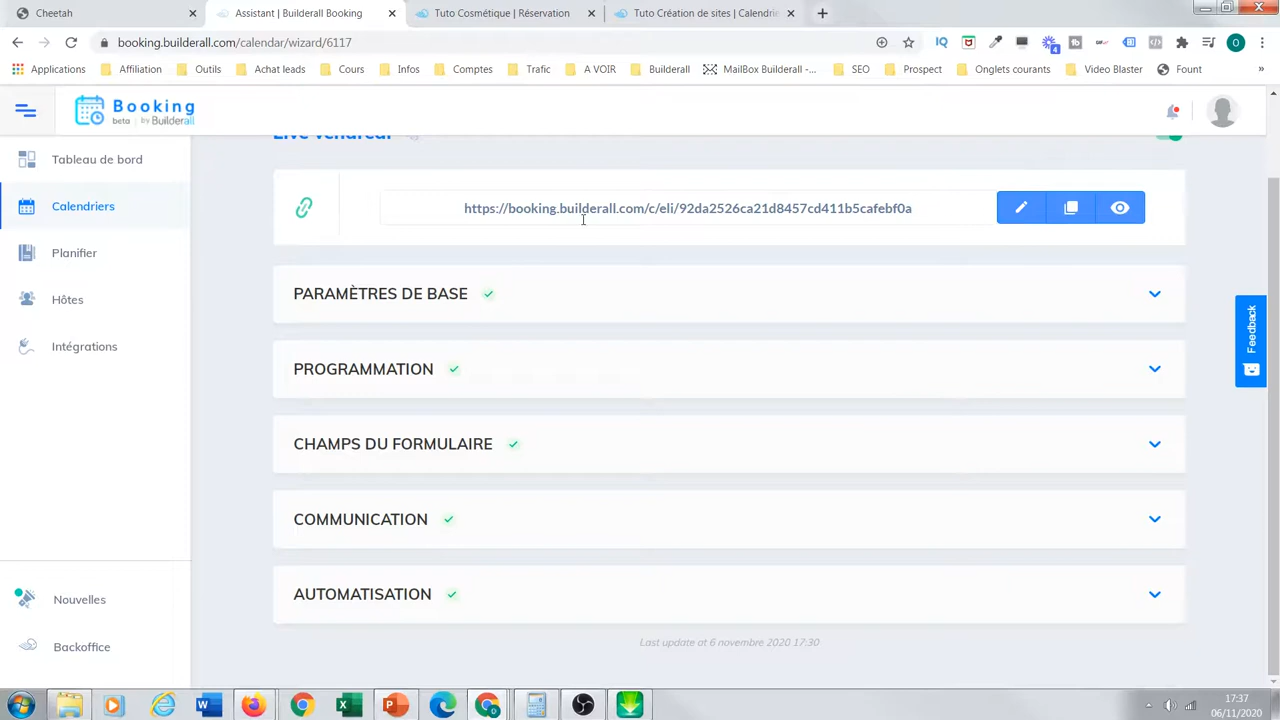 Cheetah
Assistant | Builderall Booking
Tuto Cosmétique | Rés
Tuto Création de sites | Calendrie
booking.builderall.com/calendar/wizard/6117
Applications
Affiliation
Outils
Achat leads
Cours
Infos
Comptes
Trafic
A VOIR
Builderall
MailBox Builderall -...
SEO
Prospect
Onglets courants
Video Blaster
Fount
Booking
beta by Builderall
Live vendredi
Tableau de bord
Calendriers
Planifier
Hôtes
Intégrations
Nouvelles
Backoffice
https://booking.builderall.com/c/eli/92da2526ca21d8457cd411b5cafebf0a
PARAMÈTRES DE BASE
PROGRAMMATION
CHAMPS DU FORMULAIRE
COMMUNICATION
AUTOMATISATION
Last update at 6 novembre 2020 17:30
Feedback
17:37
06/11/2020